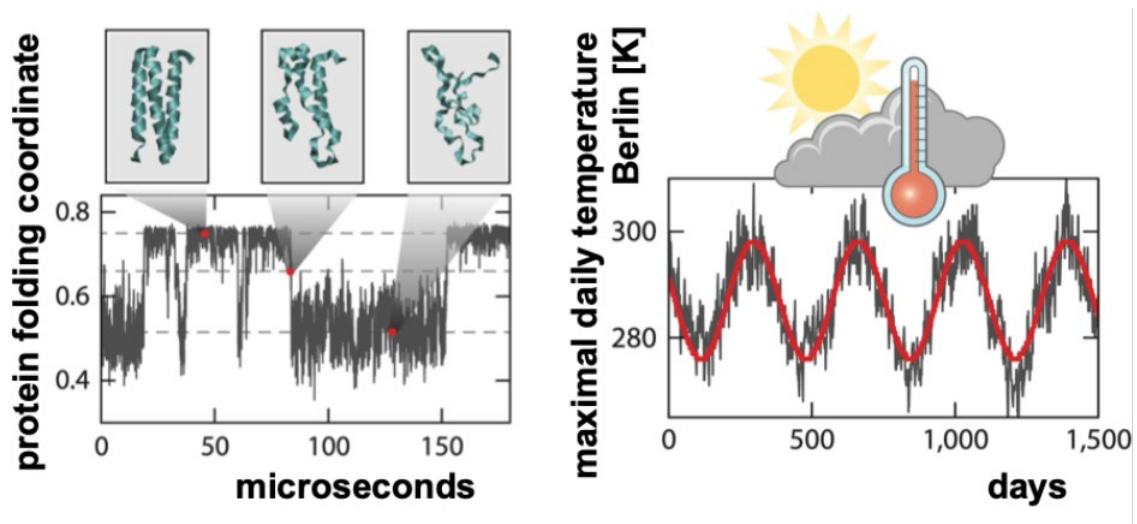 protein folding coordinate
0.8
0.6
0.4
0
50
100
150
microseconds
maximal daily temperature
Berlin [K]
300
280
0
500
1,000
1,500
days